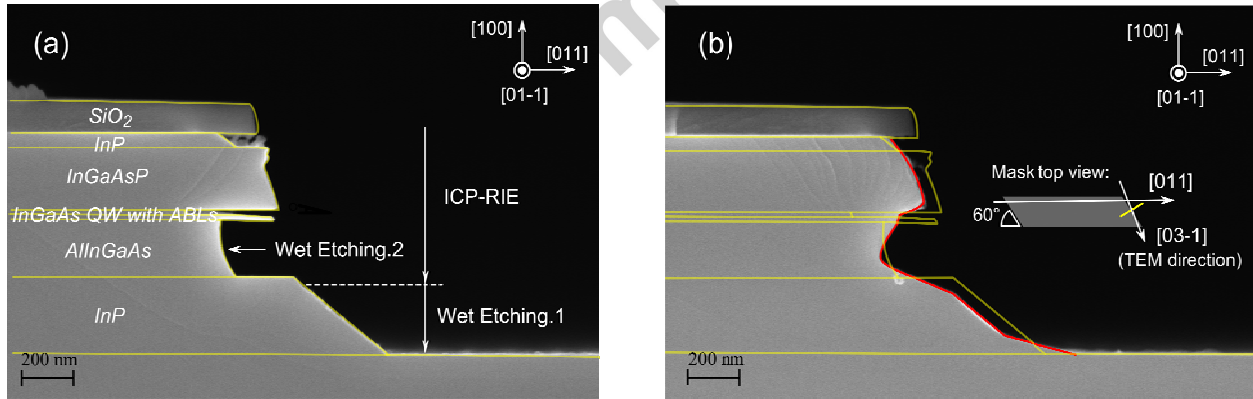 (a)
[100]
[011]
[01-1]
SiO2
InP
InGaAsP
InGaAs QW with ABLs
AlInGaAs
InP
ICP-RIE
Wet Etching.2
Wet Etching.1
200 nm
(b)
[100]
[011]
[01-1]
Mask top view:
[011]
60°
[03-1]
(TEM direction)
200 nm